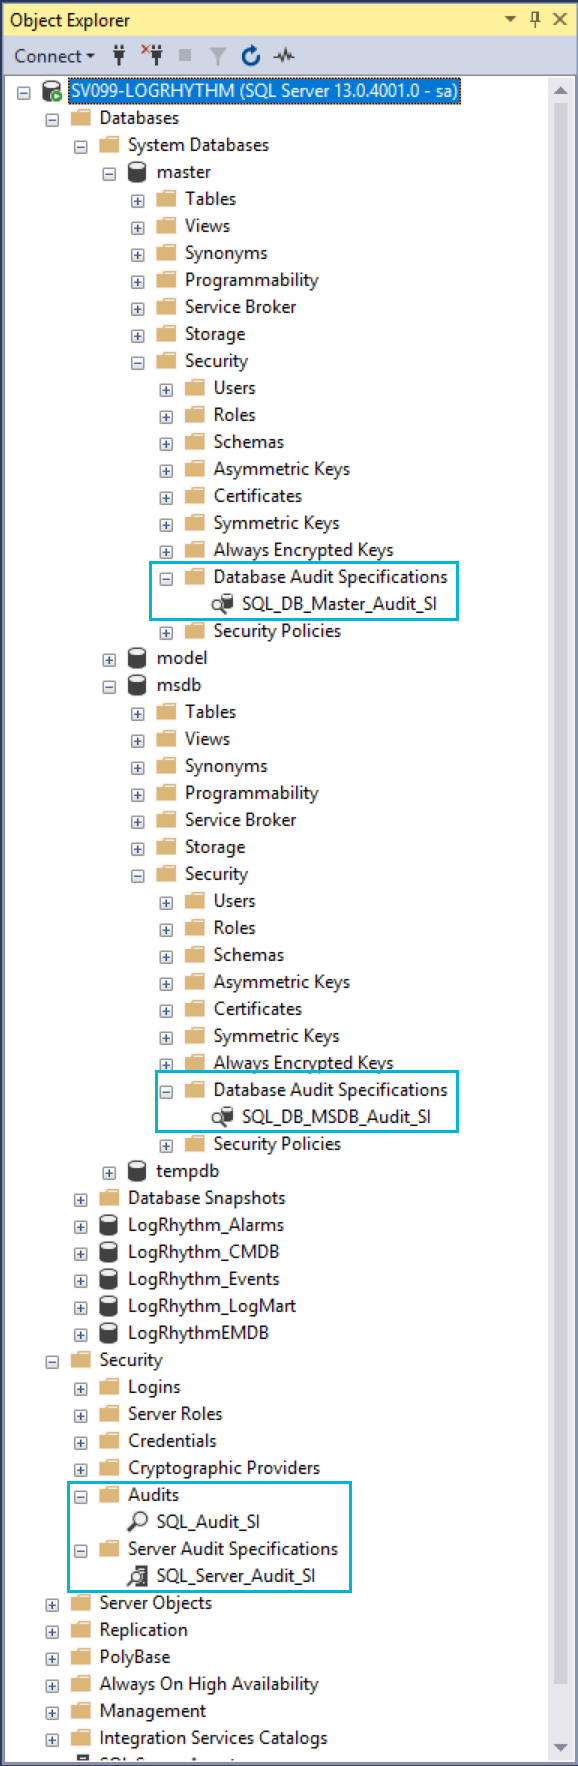 Object Explorer
Connect
SV099-LOGRHYTHM (SQL Server 13.0.4001.0 - sa)
Databases
System Databases
master
Tables
Views
Synonyms
Programmability
Service Broker
Storage
Security
Users
Roles
Schemas
Asymmetric Keys
Certificates
Symmetric Keys
Always Encrypted Keys
Database Audit Specifications
SQL_DB_Master_Audit_SI
Security Policies
model
msdb
Tables
Views
Synonyms
Programmability
Service Broker
Storage
Security
Users
Roles
Schemas
Asymmetric Keys
Certificates
Symmetric Keys
Always Encrypted Keys
Database Audit Specifications
SQL_DB_MSDB_Audit_SI
Security Policies
tempdb
Database Snapshots
LogRhythm_Alarms
LogRhythm_CMDB
LogRhythm_Events
LogRhythm_LogMart
LogRhythmEMDB
Security
Logins
Server Roles
Credentials
Cryptographic Providers
Audits
SQL_Audit_SI
Server Audit Specifications
SQL_Server_Audit_SI
Server Objects
Replication
PolyBase
Always On High Availability
Management
Integration Services Catalogs